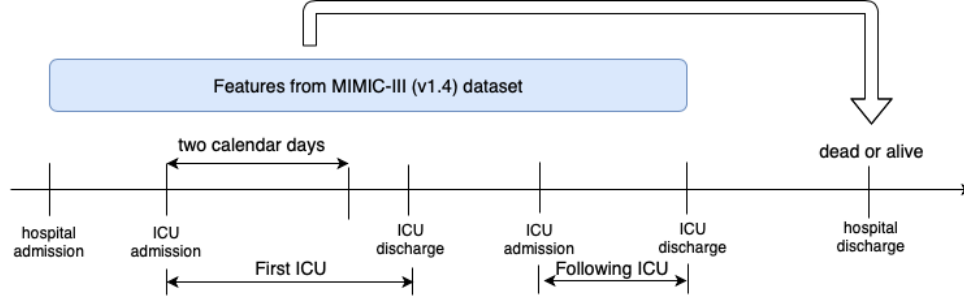 Features from MIMIC-III (v1.4) dataset
two calendar days
dead or alive
hospital
admission
ICU
admission
ICU
discharge
ICU
admission
ICU
discharge
hospital
discharge
First ICU
Following ICU